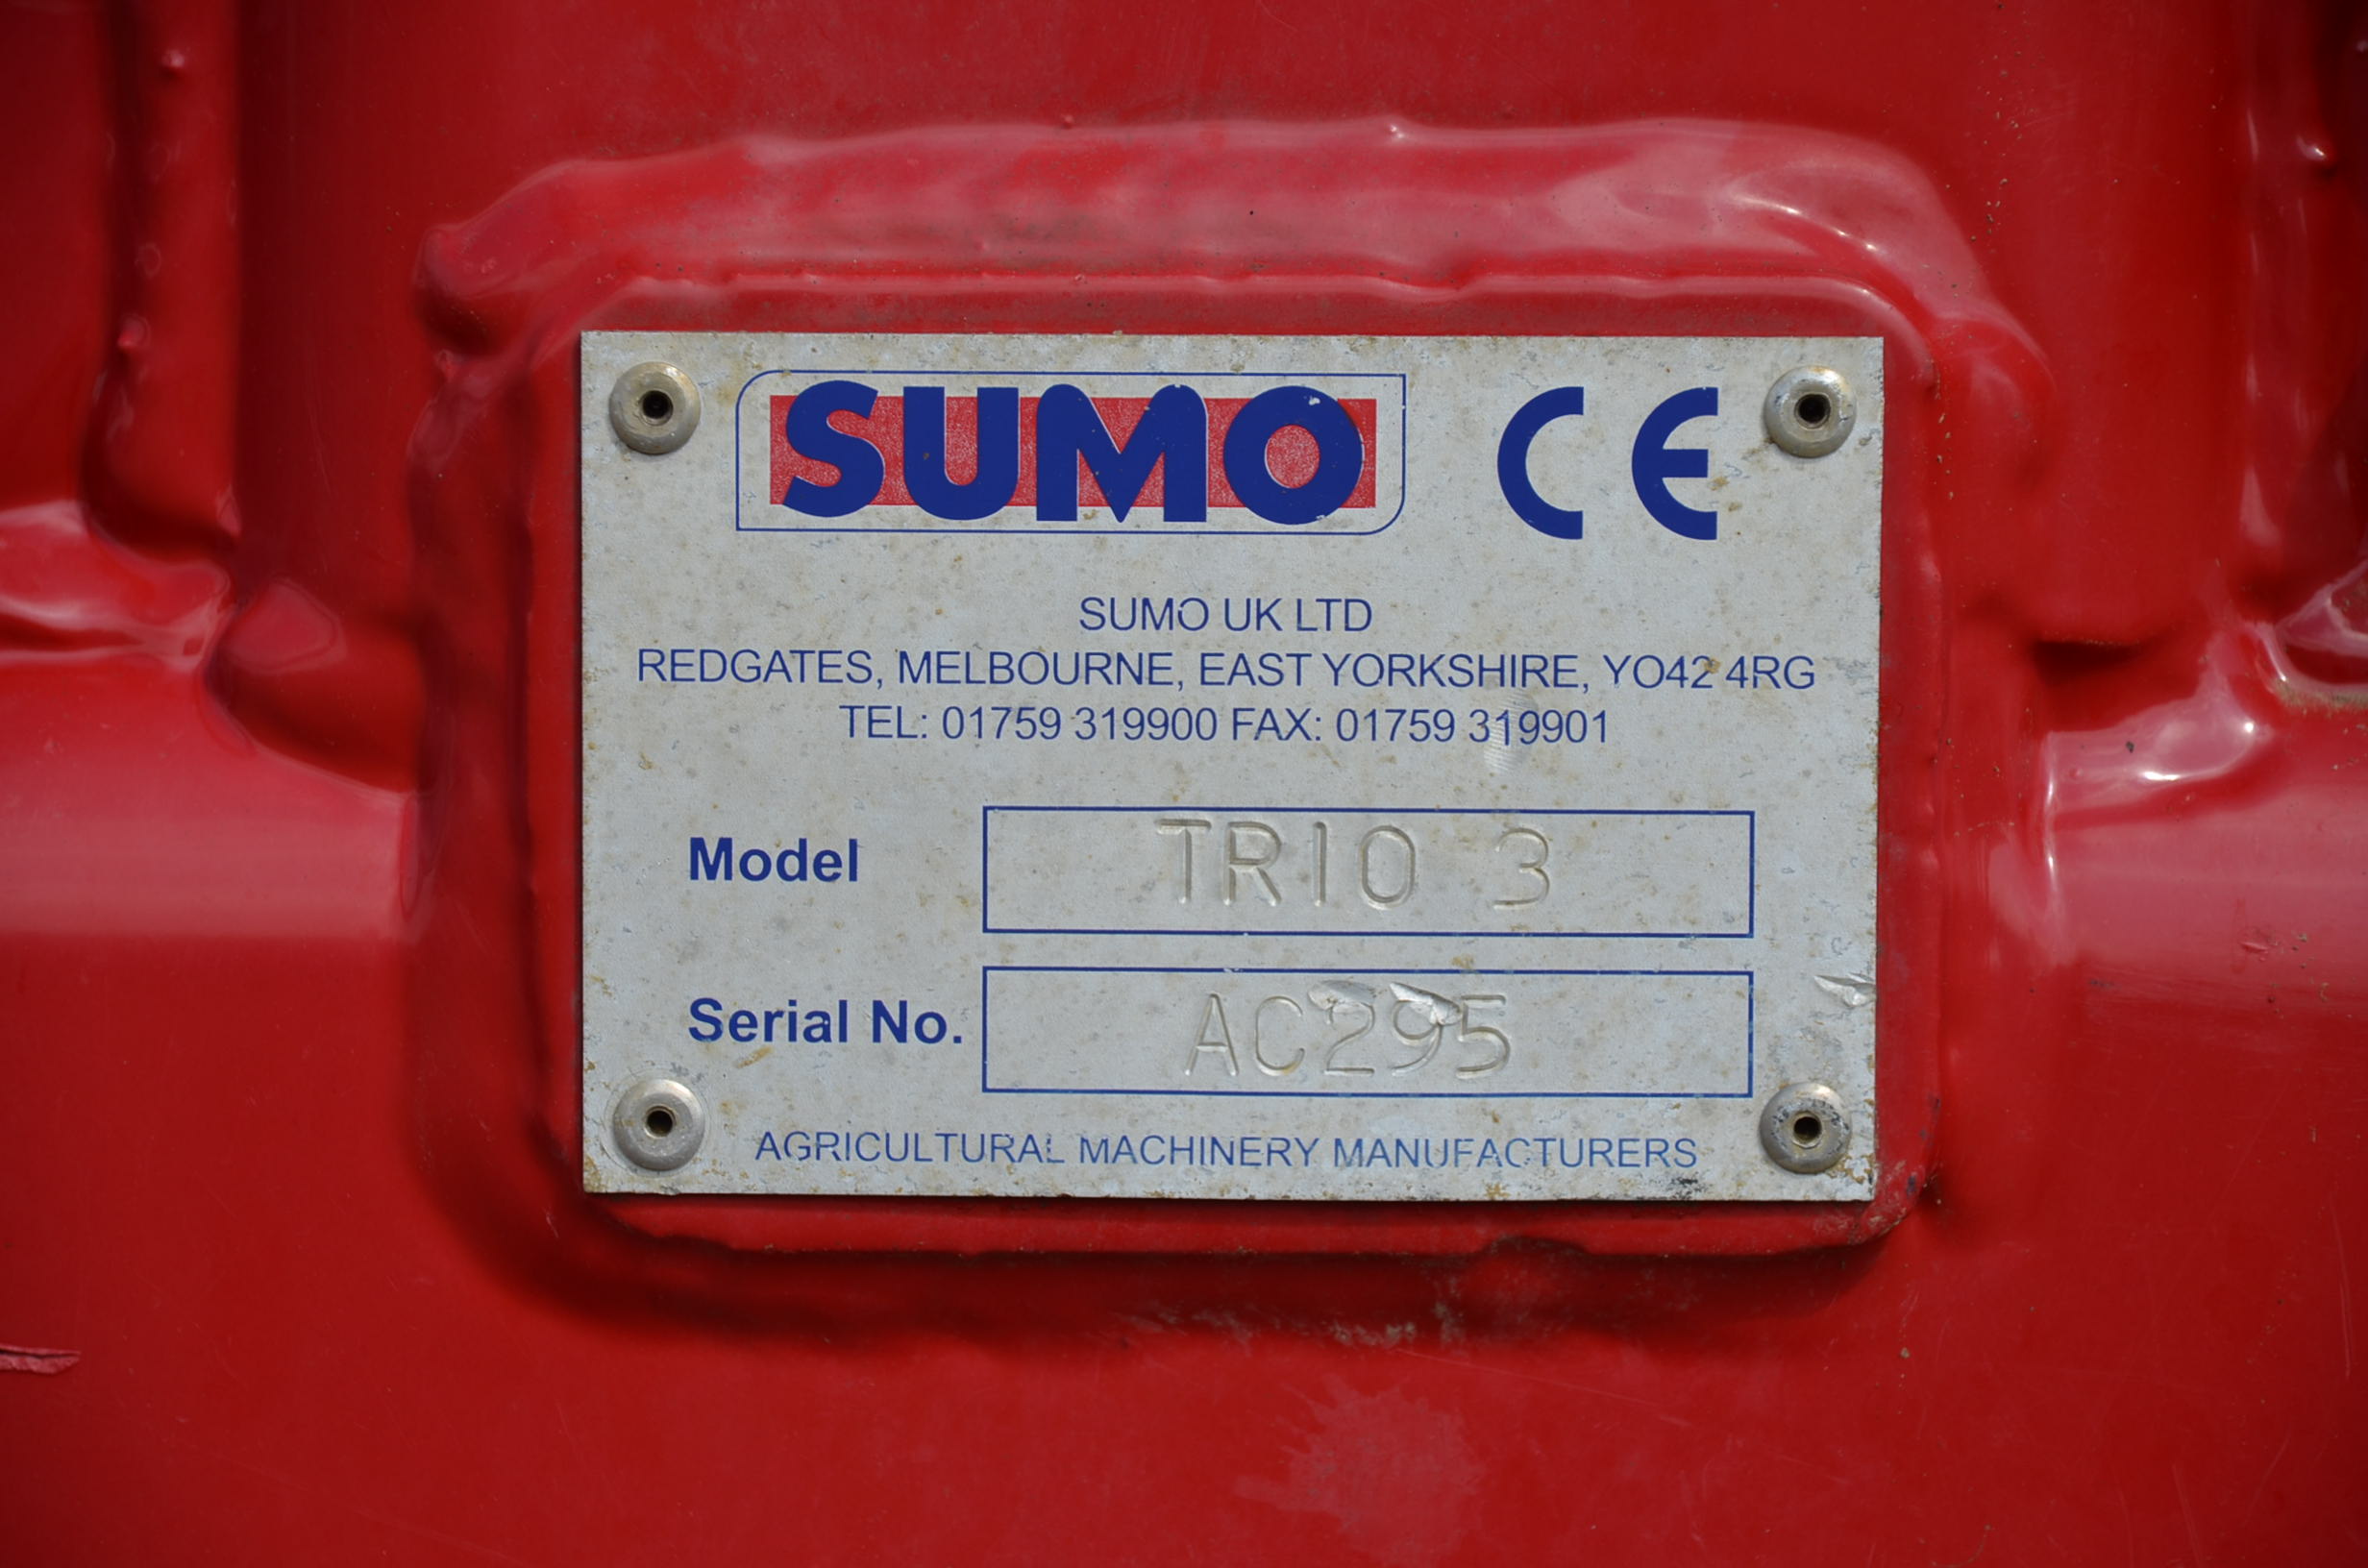 SUMO CE
SUMO UK LTD
REDGATES, MELBOURNE, EAST YORKSHIRE, YO42 4RG
TEL: 01759 319900 FAX: 01759 319901
Model TRIO 3
Serial No. AC295
AGRICULTURAL MACHINERY MANUFACTURERS